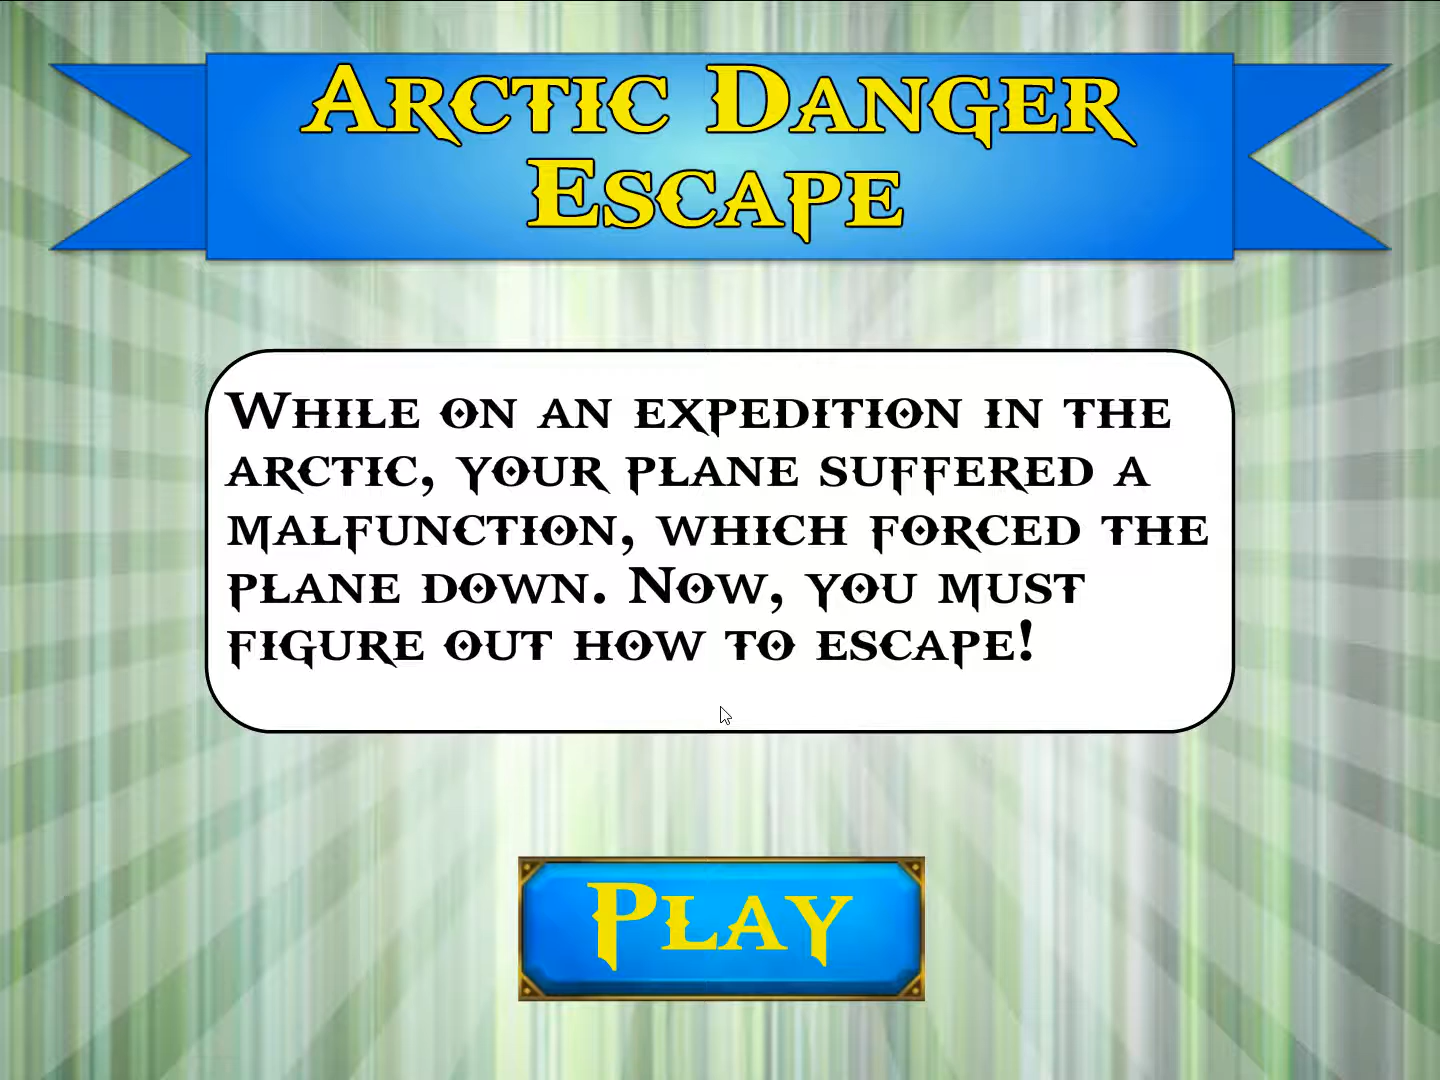 Arctic Danger
Escape
While on an expedition in the
arctic, your plane suffered a
malfunction, which forced the
plane down. Now, you must
figure out how to escape!
Play